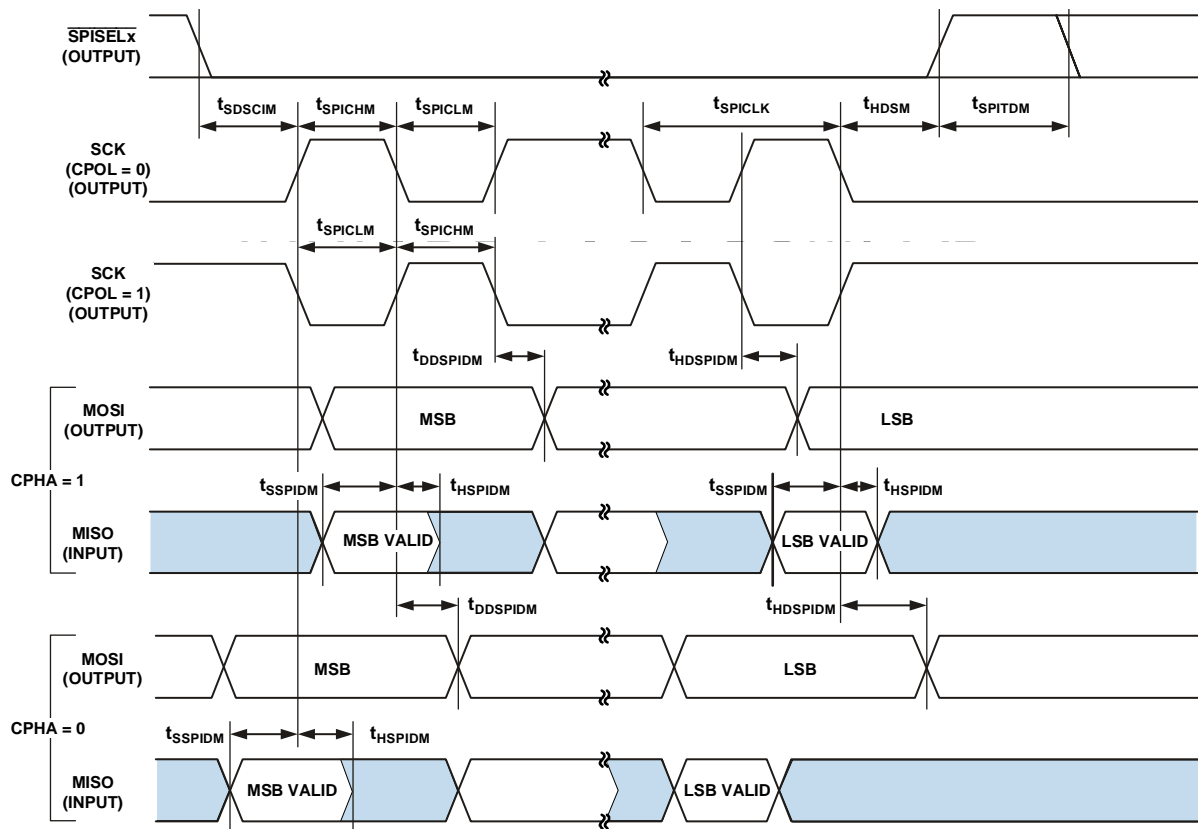 SPISELx
(OUTPUT)
tSDSCIM
tSPICHM
tSPICLM
tSPICLK
tHDSM
tSPITDM
SCK
(CPOL = 0)
(OUTPUT)
tSPICLM
tSPICHM
SCK
(CPOL = 1)
(OUTPUT)
tDDSPIDM
tHDSPIDM
MOSI
(OUTPUT)
MSB
LSB
CPHA = 1
tSSPIDM
tHSPIDM
tSSPIDM
tHSPIDM
MISO
(INPUT)
MSB VALID
LSB VALID
tDDSPIDM
tHDSPIDM
MOSI
(OUTPUT)
MSB
LSB
CPHA = 0
tSSPIDM
tHSPIDM
MISO
(INPUT)
MSB VALID
LSB VALID